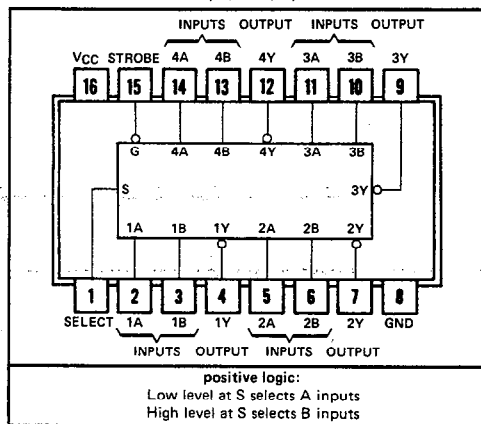 INPUTS OUTPUT INPUTS OUTPUT
VCC STROBE 4A 4B 4Y 3A 3B 3Y
16 15 14 13 12 11 10 9
G 4A 4B 4Y 3A 3B
S 3Y
1A 1B 1Y 2A 2B 2Y
1 2 3 4 5 6 7 8
SELECT 1A 1B 1Y 2A 2B 2Y GND
INPUTS OUTPUT INPUTS OUTPUT
positive logic:
Low level at S selects A inputs
High level at S selects B inputs